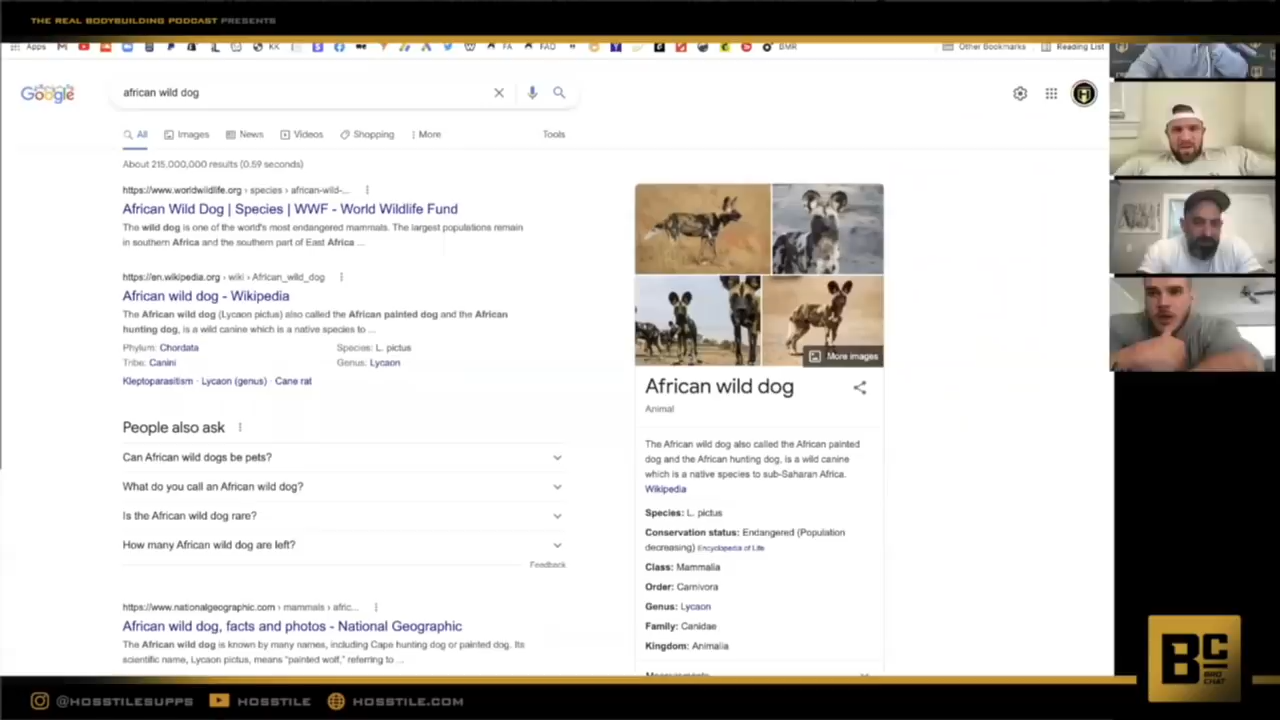 THE REAL BODYBUILDING PODCAST PRESENTS
Apps
KK
FA
FAD
BMR
Other Bookmarks
Reading List
Google
african wild dog
All
Images
News
Videos
Shopping
More
Tools
About 215,000,000 results (0.59 seconds)
https://www.worldwildlife.org › species › african-wild-...
African Wild Dog | Species | WWF - World Wildlife Fund
The wild dog is one of the world's most endangered mammals. The largest populations remain
in southern Africa and the southern part of East Africa ...
https://en.wikipedia.org › wiki › African_wild_dog
African wild dog - Wikipedia
The African wild dog (Lycaon pictus) also called the African painted dog and the African
hunting dog, is a wild canine which is a native species to ...
Phylum: Chordata
Species: L. pictus
Tribe: Canini
Genus: Lycaon
Kleptoparasitism · Lycaon (genus) · Cane rat
People also ask
Can African wild dogs be pets?
What do you call an African wild dog?
Is the African wild dog rare?
How many African wild dog are left?
Feedback
https://www.nationalgeographic.com › mammals › afric...
African wild dog, facts and photos - National Geographic
The African wild dog is known by many names, including Cape hunting dog or painted dog. Its
scientific name, Lycaon pictus, means "painted wolf," referring to ...
More images
African wild dog
Animal
The African wild dog also called the African painted
dog and the African hunting dog, is a wild canine
which is a native species to sub-Saharan Africa.
Wikipedia
Species: L. pictus
Conservation status: Endangered (Population
decreasing) Encyclopedia of Life
Class: Mammalia
Order: Carnivora
Genus: Lycaon
Family: Canidae
Kingdom: Animalia
BC
BRO
CHAT
@HOSSTILESUPPS
HOSSTILE
HOSSTILE.COM